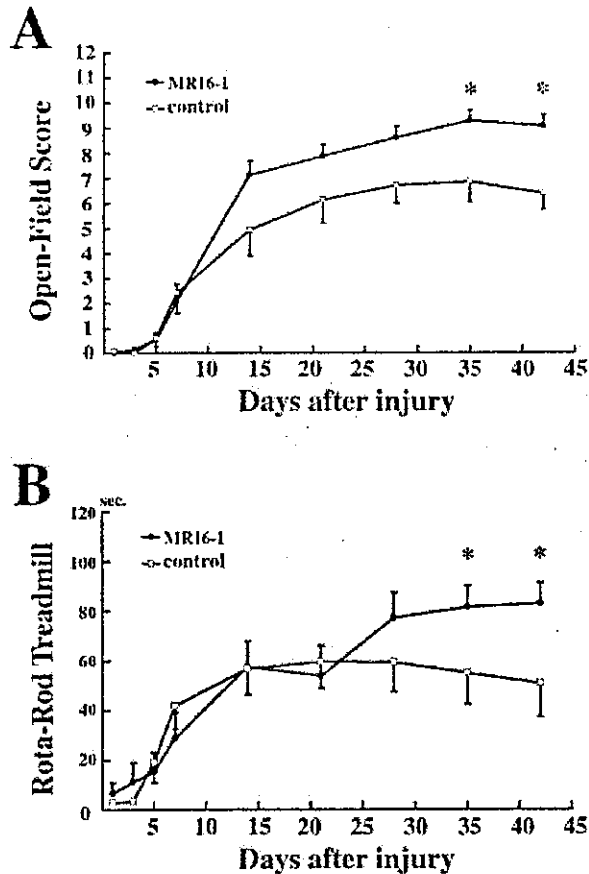 A
12
11
10
9
8
7
6
5
4
3
2
1
0
Open-Field Score
MR16-1
control
*
*
5 10 15 20 25 30 35 40 45
Days after injury
B
sec.
120
100
80
60
40
20
0
Rota-Rod Treadmill
MR16-1
control
*
*
5 10 15 20 25 30 35 40 45
Days after injury